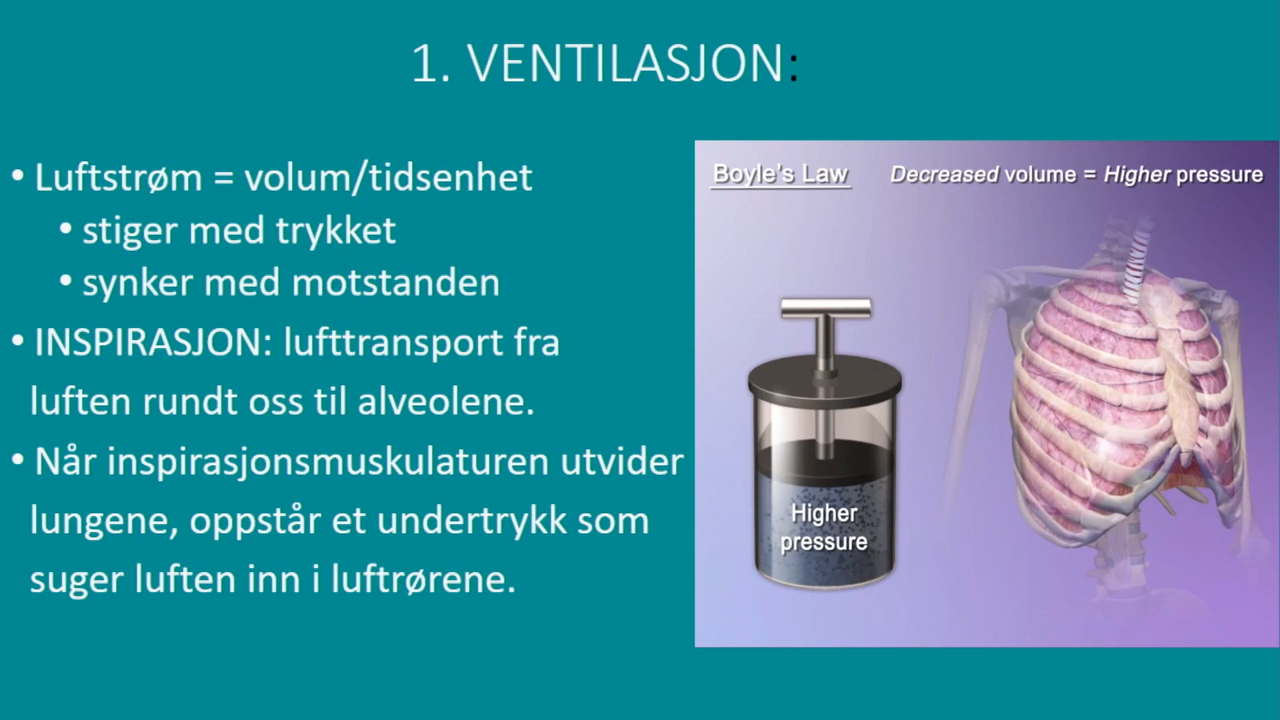 1. VENTILASJON:
• Luftstrøm = volum/tidsenhet
• stiger med trykket
• synker med motstanden
• INSPIRASJON: lufttransport fra
luften rundt oss til alveolene.
• Når inspirasjonsmuskulaturen utvider
lungene, oppstår et undertrykk som
suger luften inn i luftrørene.
Boyle's Law
Decreased volume = Higher pressure
Higher
pressure